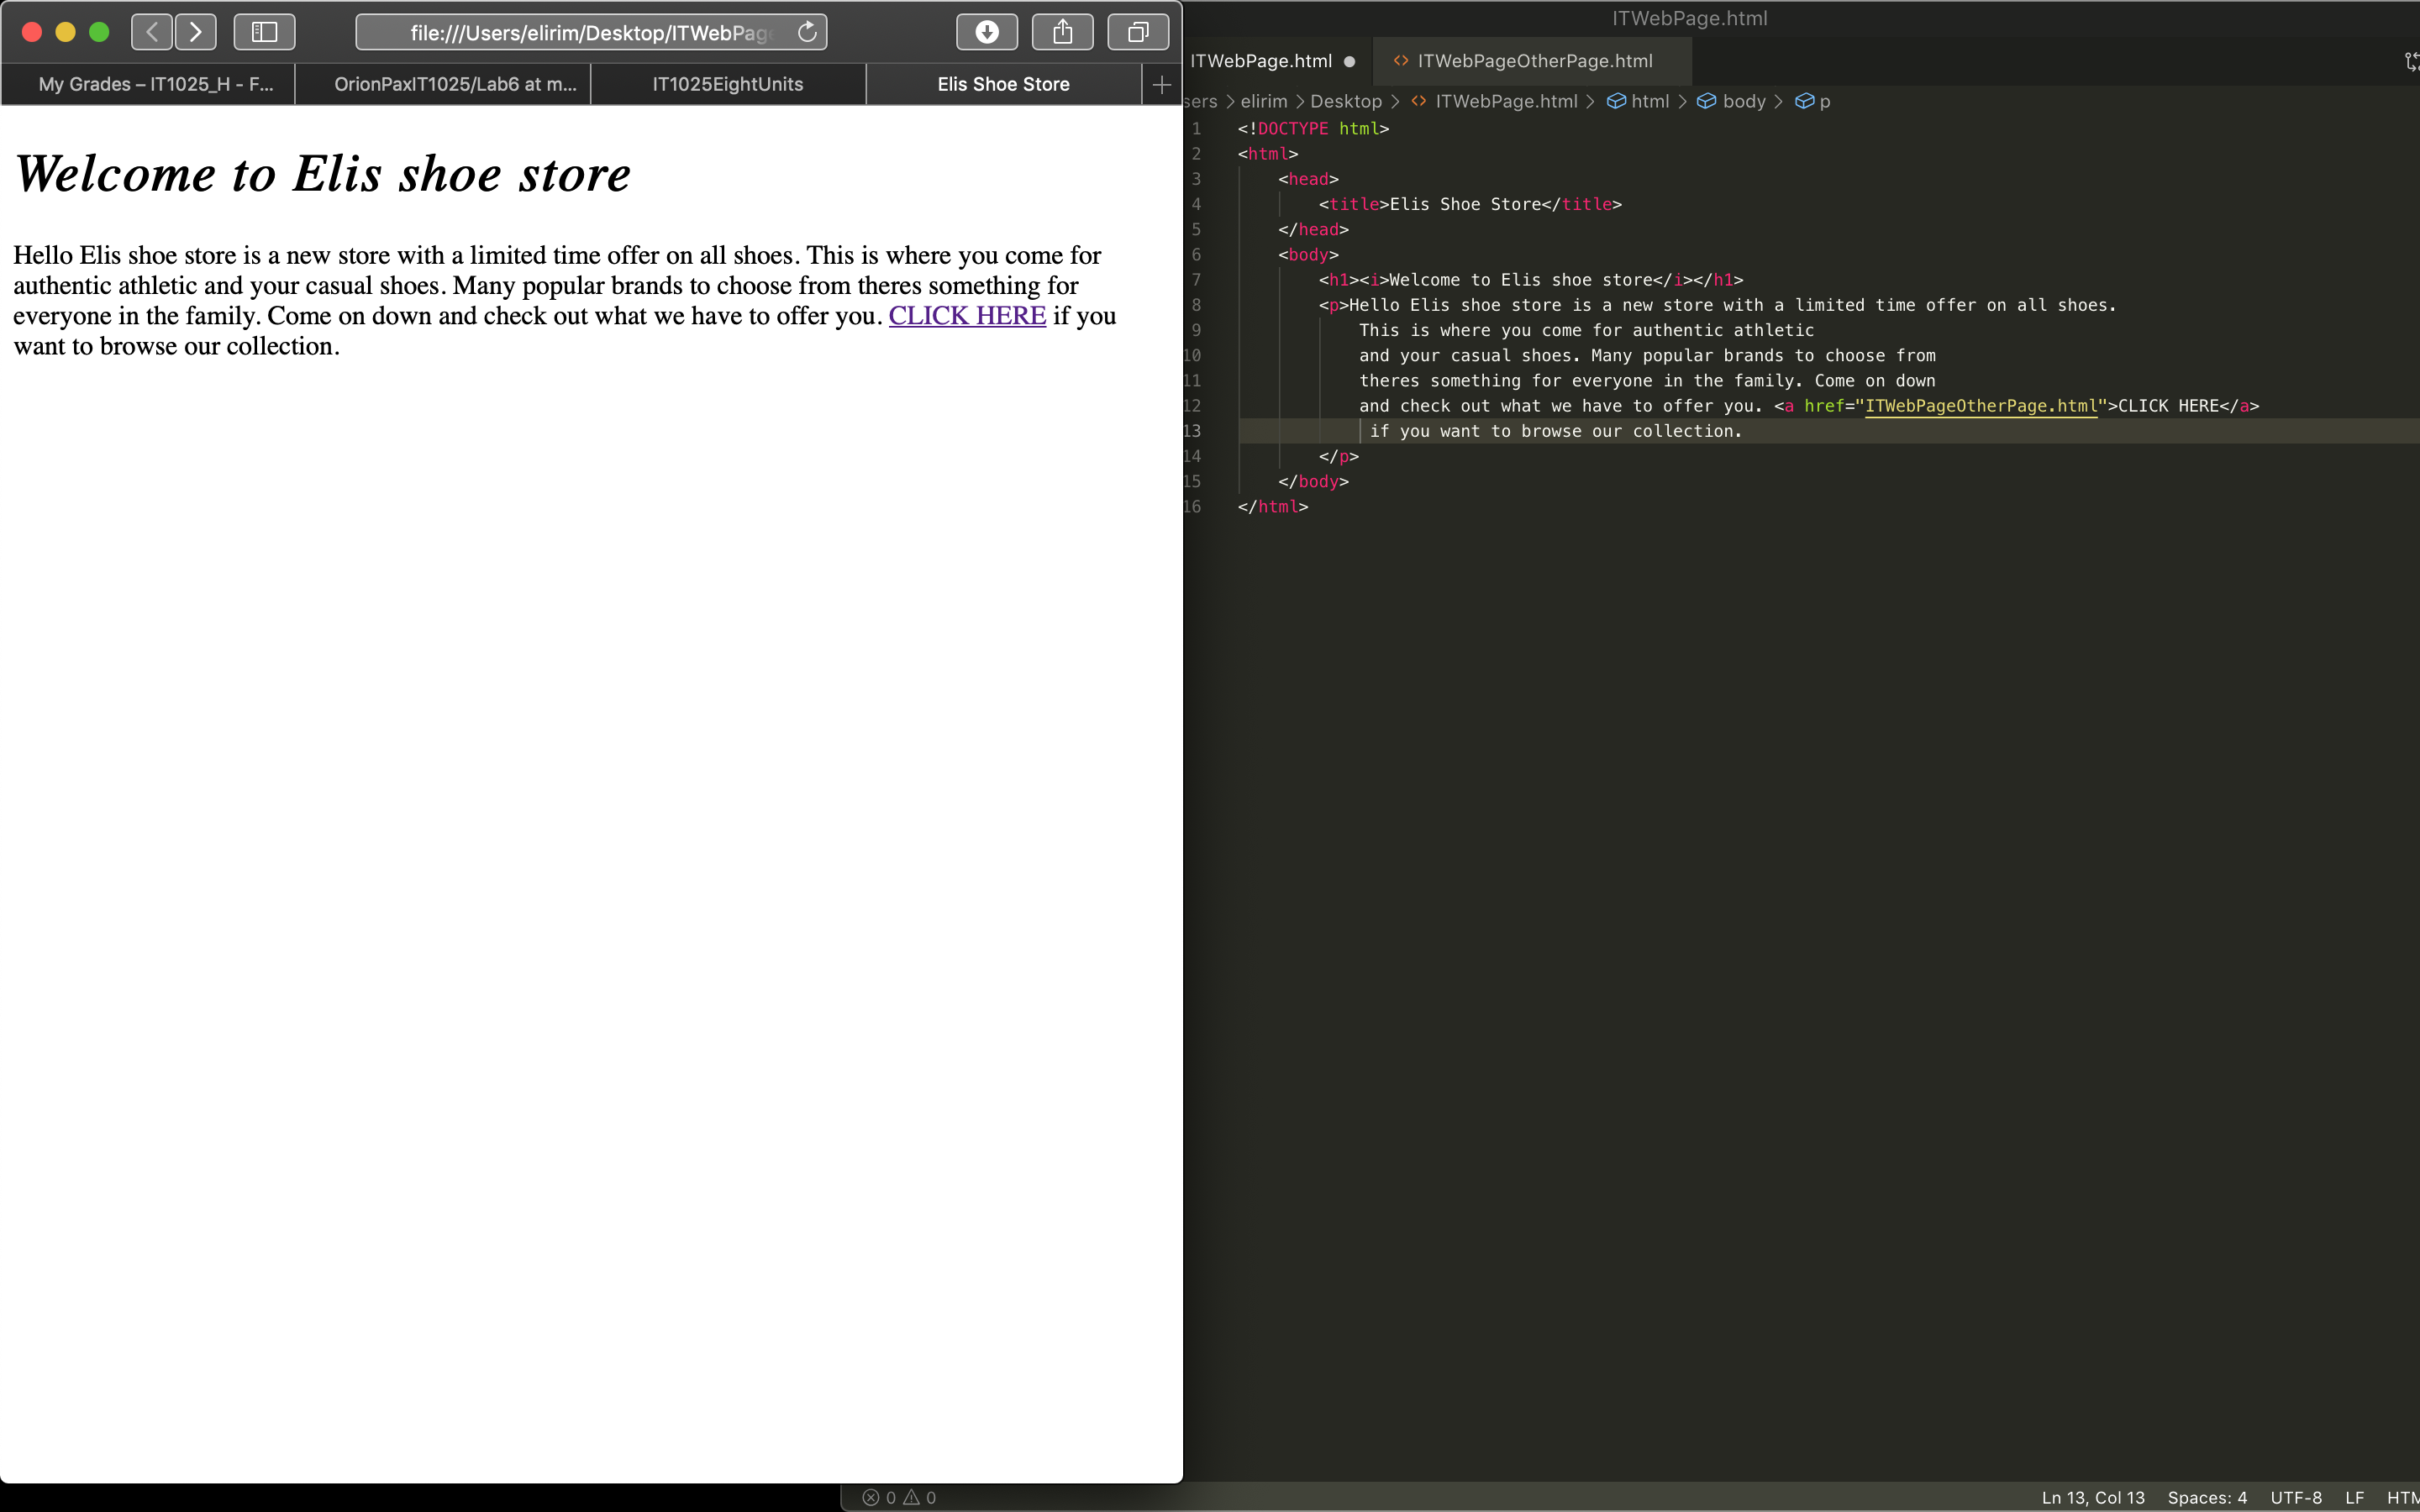 file:///Users/elirim/Desktop/ITWebPage
My Grades – IT1025_H - F...
OrionPaxIT1025/Lab6 at m...
IT1025EightUnits
Elis Shoe Store
Welcome to Elis shoe store
Hello Elis shoe store is a new store with a limited time offer on all shoes. This is where you come for
authentic athletic and your casual shoes. Many popular brands to choose from theres something for
everyone in the family. Come on down and check out what we have to offer you. CLICK HERE if you
want to browse our collection.
ITWebPage.html
ITWebPage.html
<> ITWebPageOtherPage.html
sers > elirim > Desktop > <> ITWebPage.html > html > body > p
1 <!DOCTYPE html>
2 <html>
3 <head>
4 <title>Elis Shoe Store</title>
5 </head>
6 <body>
7 <h1><i>Welcome to Elis shoe store</i></h1>
8 <p>Hello Elis shoe store is a new store with a limited time offer on all shoes.
9 This is where you come for authentic athletic
10 and your casual shoes. Many popular brands to choose from
11 theres something for everyone in the family. Come on down
12 and check out what we have to offer you. <a href="ITWebPageOtherPage.html">CLICK HERE</a>
13 if you want to browse our collection.
14 </p>
15 </body>
16 </html>
0 0
Ln 13, Col 13 Spaces: 4 UTF-8 LF HTM